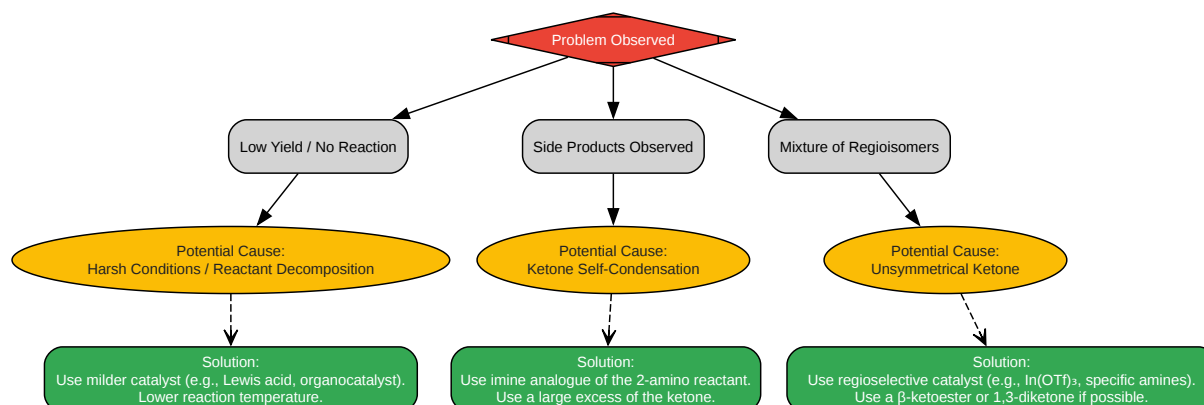 Problem Observed
Low Yield / No Reaction
Side Products Observed
Mixture of Regioisomers
Potential Cause:
Harsh Conditions / Reactant Decomposition
Potential Cause:
Ketone Self-Condensation
Potential Cause:
Unsymmetrical Ketone
Solution:
Use milder catalyst (e.g., Lewis acid, organocatalyst).
Lower reaction temperature.
Solution:
Use imine analogue of the 2-amino reactant.
Use a large excess of the ketone.
Solution:
Use regioselective catalyst (e.g., In(OTf)₃, specific amines).
Use a β-ketoester or 1,3-diketone if possible.